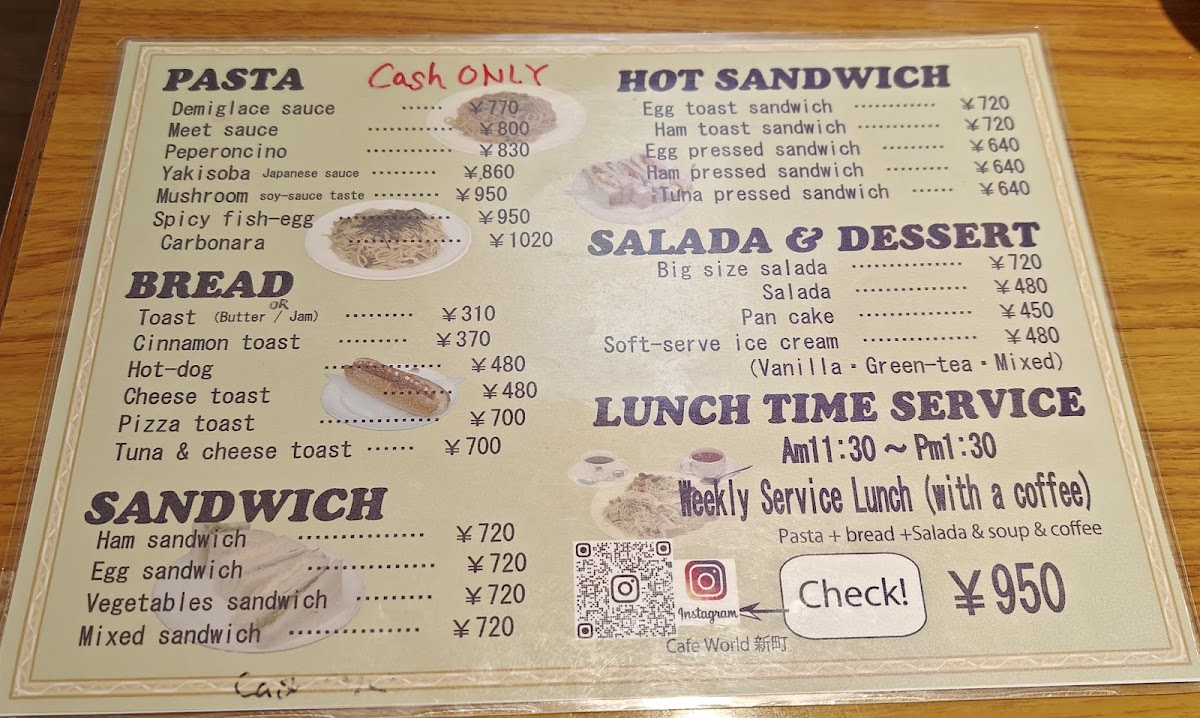 PASTA Cash ONLY
Demiglace sauce ...... ¥770
Meet sauce ............ ¥800
Peperoncino ............ ¥830
Yakisoba Japanese sauce ......... ¥860
Mushroom soy-sauce taste ......... ¥950
Spicy fish-egg ............... ¥950
Carbonara ............... ¥1020
BREAD
OR
Toast (Butter / Jam) ......... ¥310
Cinnamon toast ......... ¥370
Hot-dog ............... ¥480
Cheese toast ......... ¥480
Pizza toast ............... ¥700
Tuna & cheese toast ...... ¥700
SANDWICH
Ham sandwich ............... ¥720
Egg sandwich ............... ¥720
Vegetables sandwich ......... ¥720
Mixed sandwich ............... ¥720
HOT SANDWICH
Egg toast sandwich ............ ¥720
Ham toast sandwich ............ ¥720
Egg pressed sandwich ......... ¥640
Ham pressed sandwich ......... ¥640
Tuna pressed sandwich ...... ¥640
SALADA & DESSERT
Big size salada ............... ¥720
Salada ............... ¥480
Pan cake ............... ¥450
Soft-serve ice cream ............... ¥480
(Vanilla・Green-tea・Mixed)
LUNCH TIME SERVICE
Am11:30 ～ Pm1:30
Weekly Service Lunch (with a coffee)
Pasta + bread +Salada & soup & coffee
Check! ¥950
Instagram
Cafe World 新町